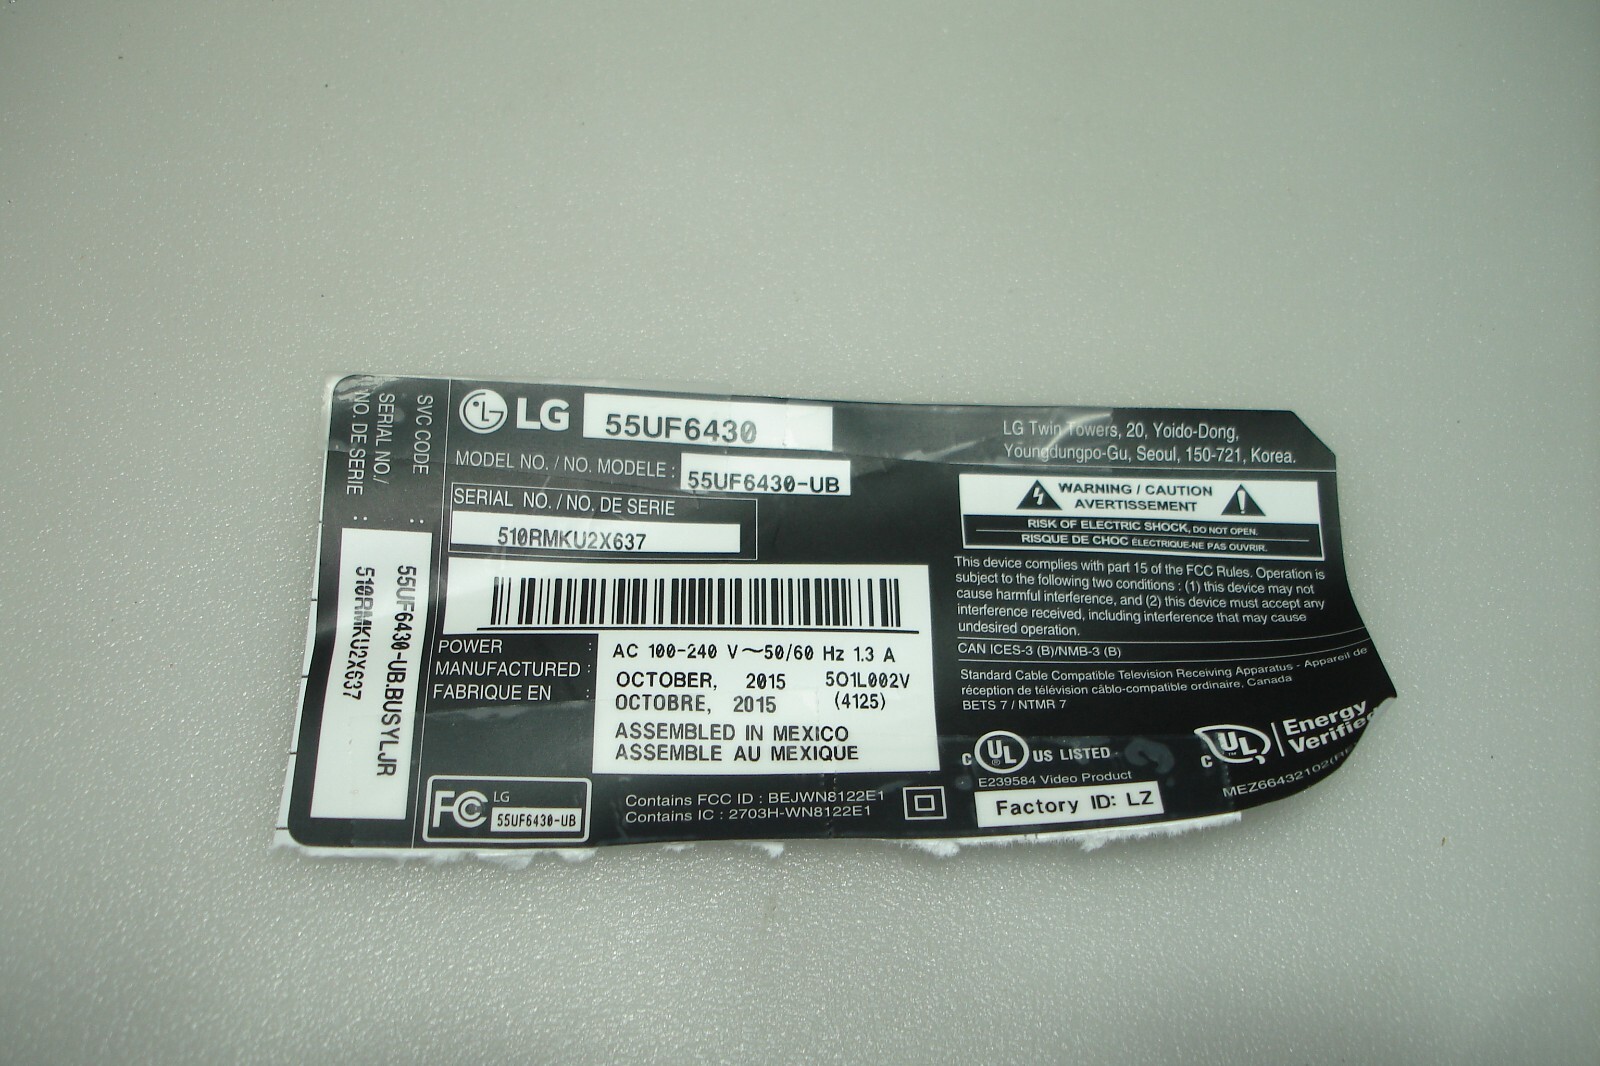 SVC CODE : 55UF6430-UB.BUSYLJR
SERIAL NO./
NO. DE SERIE : 510RMKU2X637
LG 55UF6430
MODEL NO. / NO. MODELE : 55UF6430-UB
SERIAL NO. / NO. DE SERIE
510RMKU2X637
POWER : AC 100-240 V~50/60 Hz 1.3 A
MANUFACTURED : OCTOBER, 2015 501L002V
FABRIQUE EN : OCTOBRE, 2015 (4125)
ASSEMBLED IN MEXICO
ASSEMBLE AU MEXIQUE
FC LG
55UF6430-UB
Contains FCC ID : BEJWN8122E1
Contains IC : 2703H-WN8122E1
LG Twin Towers, 20, Yoido-Dong,
Youngdungpo-Gu, Seoul, 150-721, Korea.
WARNING / CAUTION
AVERTISSEMENT
RISK OF ELECTRIC SHOCK, DO NOT OPEN.
RISQUE DE CHOC ÉLECTRIQUE-NE PAS OUVRIR.
This device complies with part 15 of the FCC Rules. Operation is
subject to the following two conditions : (1) this device may not
cause harmful interference, and (2) this device must accept any
interference received, including interference that may cause
undesired operation.
CAN ICES-3 (B)/NMB-3 (B)
Standard Cable Compatible Television Receiving Apparatus - Appareil de
réception de télévision câblo-compatible ordinaire, Canada
BETS 7 / NTMR 7
C UL ® US LISTED
E239584 Video Product
Factory ID: LZ
C UL ™ Energy
Verified
MEZ66432102